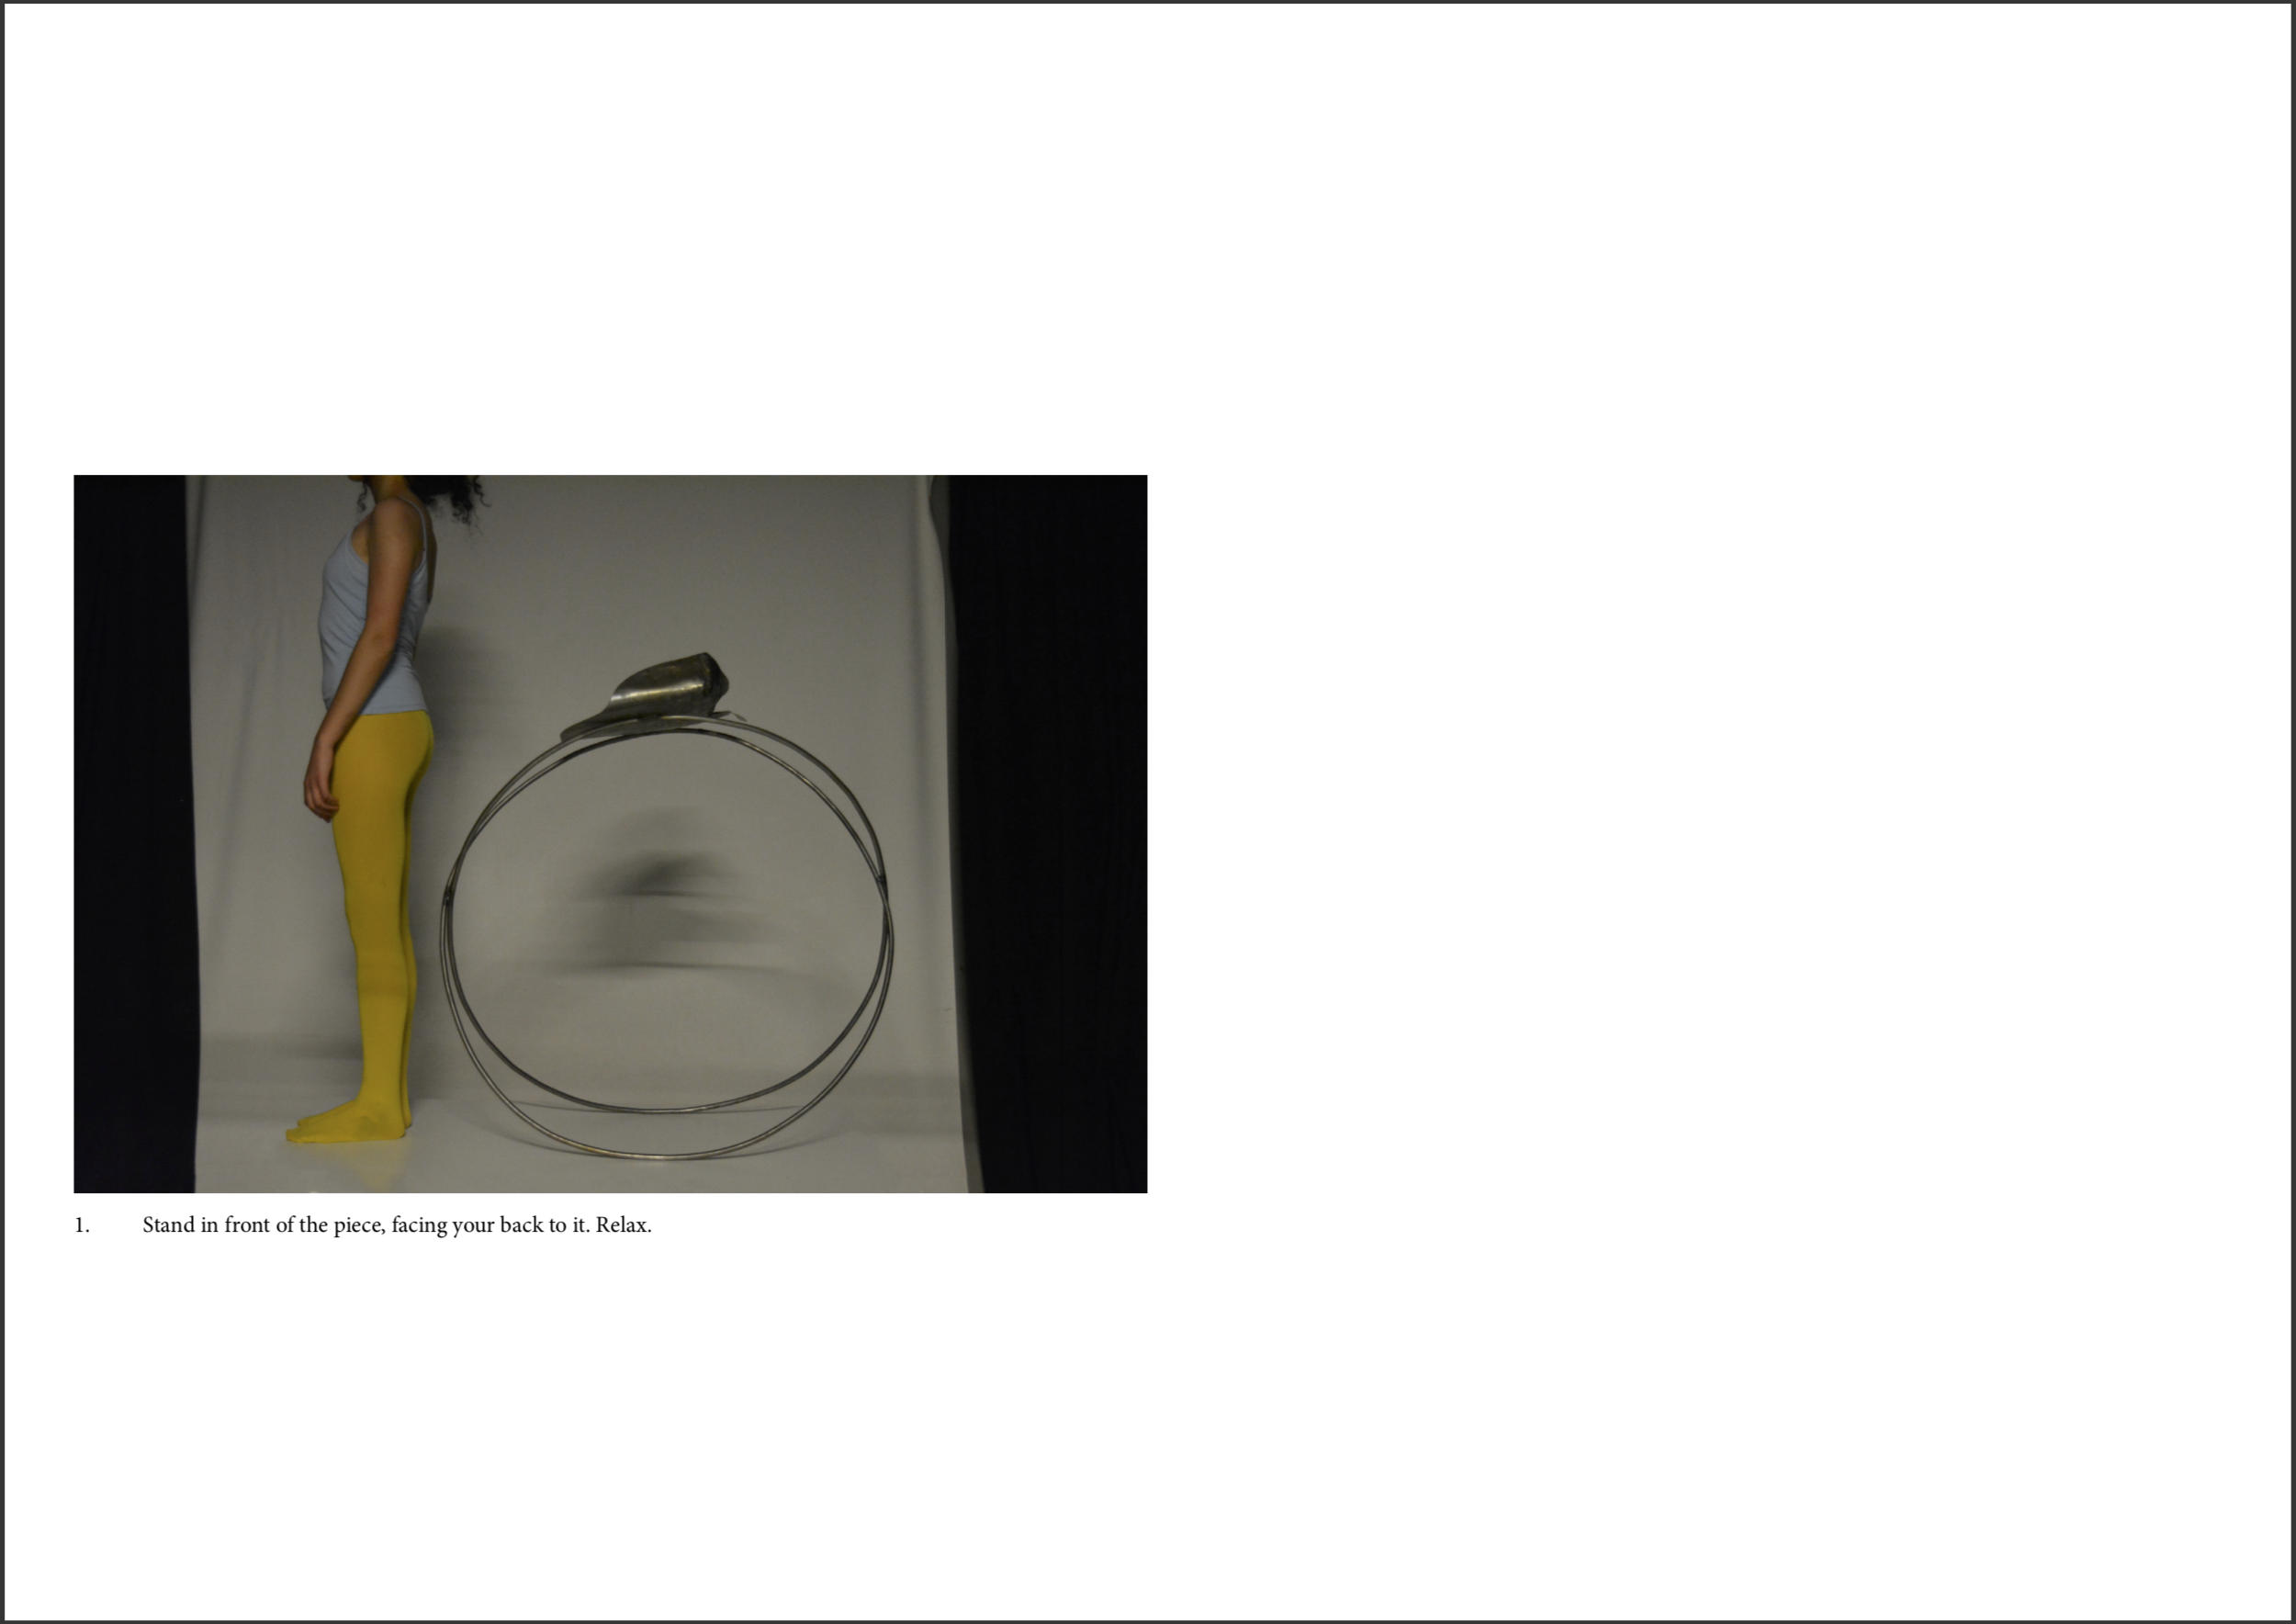 1. Stand in front of the piece, facing your back to it. Relax.